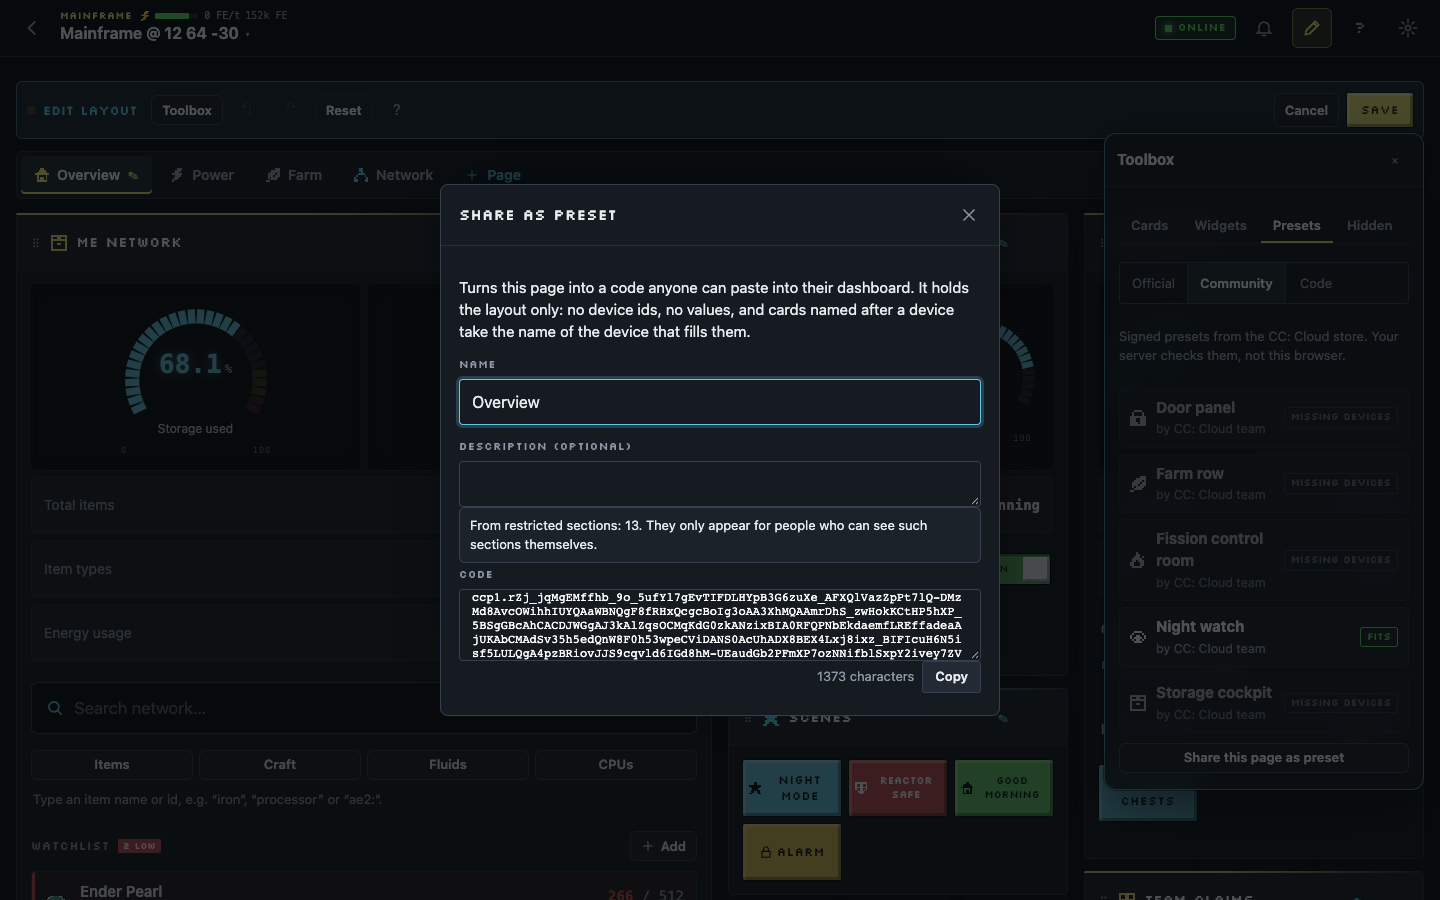 MAINFRAME 0 FE/t 152k FE
Mainframe @ 12 64 -30
ONLINE
?
EDIT LAYOUT
Toolbox
Reset
?
Cancel
SAVE
Overview
Power
Farm
Network
+ Page
ME NETWORK
68.1%
Storage used
0 100
Total items
Item types
Energy usage
Search network...
Items
Craft
Fluids
CPUs
Type an item name or id, e.g. "iron", "processor" or "ae2:".
WATCHLIST 2 LOW
+ Add
Ender Pearl
266 / 512
SHARE AS PRESET
Turns this page into a code anyone can paste into their dashboard. It holds
the layout only: no device ids, no values, and cards named after a device
take the name of the device that fills them.
NAME
Overview
DESCRIPTION (OPTIONAL)
From restricted sections: 13. They only appear for people who can see such
sections themselves.
CODE
1373 characters
Copy
100
nning
N
SCENES
NIGHT
MODE
REACTOR
SAFE
GOOD
MORNING
ALARM
Toolbox
×
Cards
Widgets
Presets
Hidden
Official
Community
Code
Signed presets from the CC: Cloud store. Your
server checks them, not this browser.
Door panel
by CC: Cloud team
MISSING DEVICES
Farm row
by CC: Cloud team
MISSING DEVICES
Fission control
room
by CC: Cloud team
MISSING DEVICES
Night watch
by CC: Cloud team
FITS
Storage cockpit
by CC: Cloud team
MISSING DEVICES
Share this page as preset
CHESTS
TEAM CLAIMS